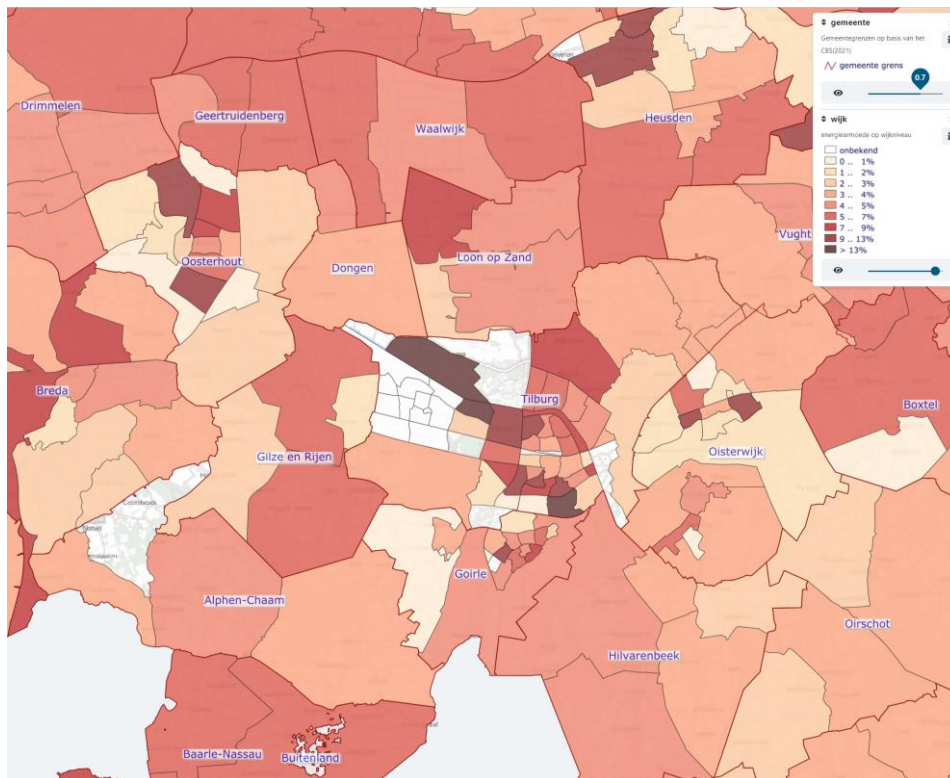 gemeente
Gemeentegrenzen op basis van het
CBS(2021)
gemeente grens
0.7
wijk
energiearmoede op wijkniveau
onbekend
0 .. 1%
1 .. 2%
2 .. 3%
3 .. 4%
4 .. 5%
5 .. 7%
7 .. 9%
9 .. 13%
> 13%
Drimmelen
Geertruidenberg
Waalwijk
Heusden
Vught
Oosterhout
Dongen
Loon op Zand
Breda
Tilburg
Boxtel
Gilze en Rijen
Oisterwijk
Goirle
Alphen-Chaam
Oirschot
Hilvarenbeek
Baarle-Nassau
Buitenland